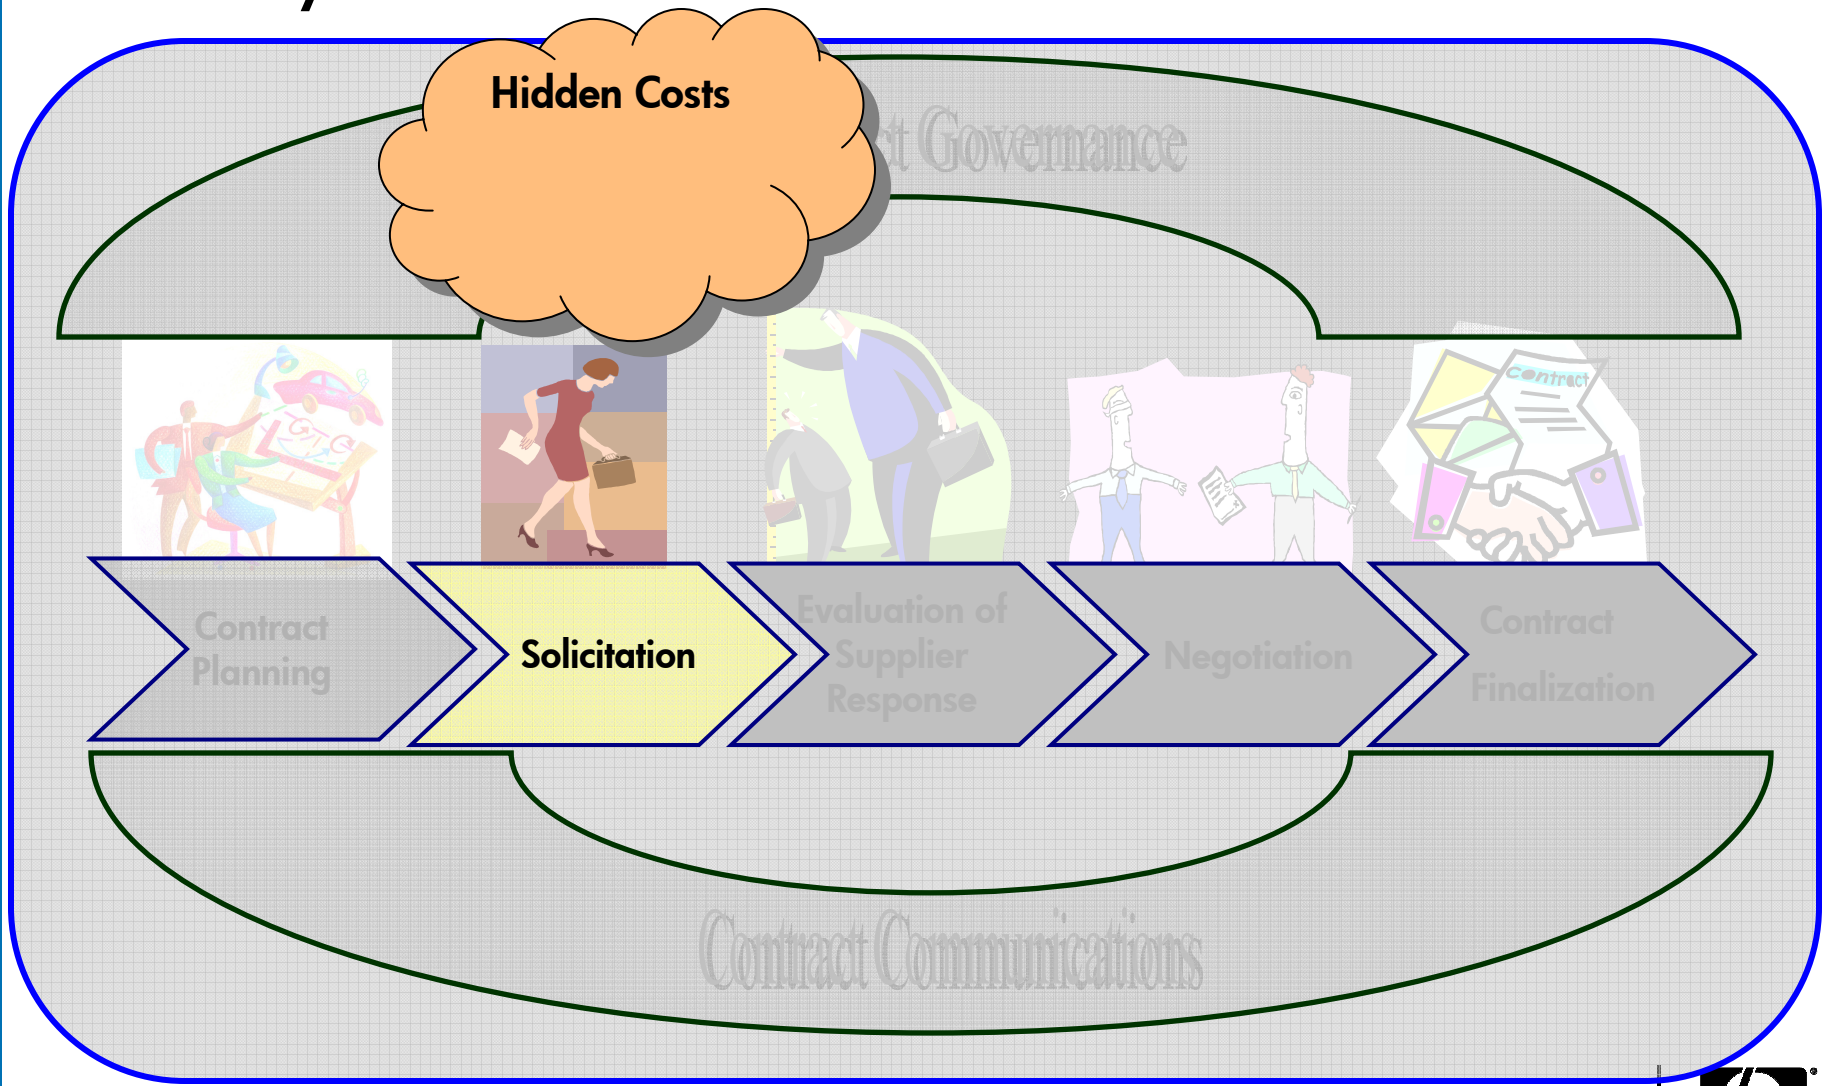 Hidden Costs
Governance
contract
Contract
Planning
Solicitation
Evaluation of
Supplier
Response
Negotiation
Contract
Finalization
Contract Communications